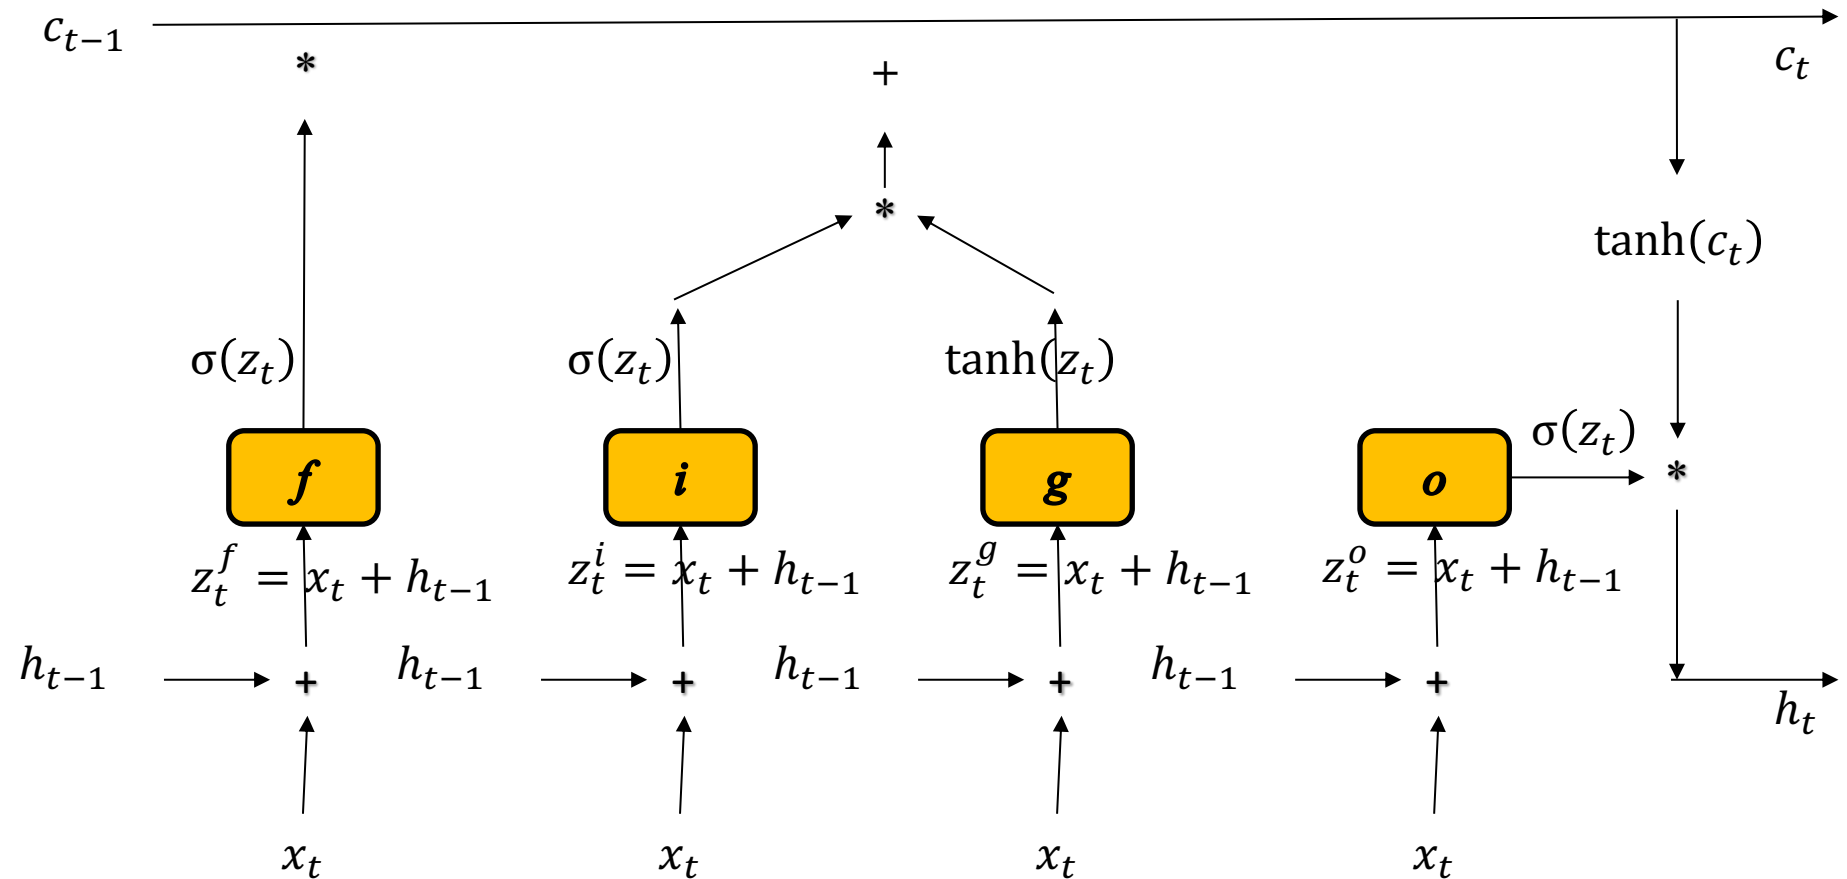 c_{t−1}
c_t
*
+
*
tanh(c_t)
σ(z_t)
σ(z_t)
tanh(z_t)
σ(z_t)
f
i
g
o
*
z_t^f = x_t + h_{t−1}
z_t^i = x_t + h_{t−1}
z_t^g = x_t + h_{t−1}
z_t^o = x_t + h_{t−1}
h_{t−1}
+
h_{t−1}
+
h_{t−1}
+
h_{t−1}
+
h_t
x_t
x_t
x_t
x_t